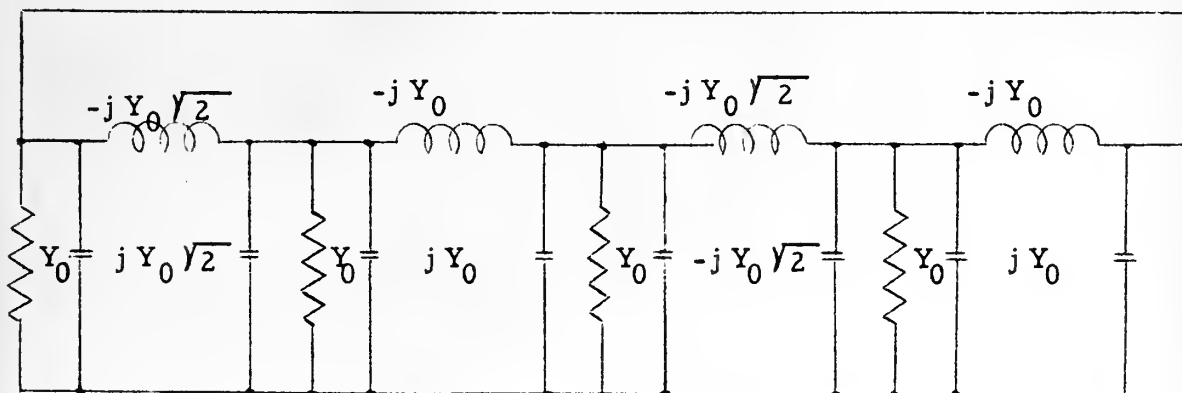 -j Y₀ √2 -j Y₀ -j Y₀ √2 -j Y₀
Y₀ j Y₀ √2 Y₀ j Y₀ Y₀ -j Y₀ √2 Y₀ j Y₀